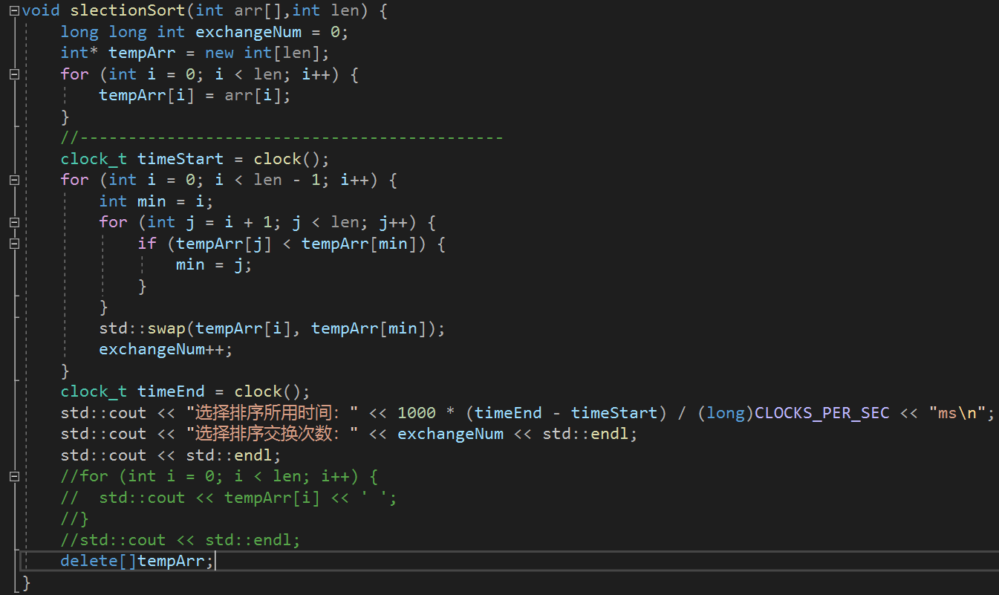 void slectionSort(int arr[],int len) {
    long long int exchangeNum = 0;
    int* tempArr = new int[len];
    for (int i = 0; i < len; i++) {
        tempArr[i] = arr[i];
    }
    //--------------------------------------------
    clock_t timeStart = clock();
    for (int i = 0; i < len - 1; i++) {
        int min = i;
        for (int j = i + 1; j < len; j++) {
            if (tempArr[j] < tempArr[min]) {
                min = j;
            }
        }
        std::swap(tempArr[i], tempArr[min]);
        exchangeNum++;
    }
    clock_t timeEnd = clock();
    std::cout << "选择排序所用时间: " << 1000 * (timeEnd - timeStart) / (long)CLOCKS_PER_SEC << "ms\n";
    std::cout << "选择排序交换次数: " << exchangeNum << std::endl;
    std::cout << std::endl;
    //for (int i = 0; i < len; i++) {
    //  std::cout << tempArr[i] << ' ';
    //}
    //std::cout << std::endl;
    delete[]tempArr;
}